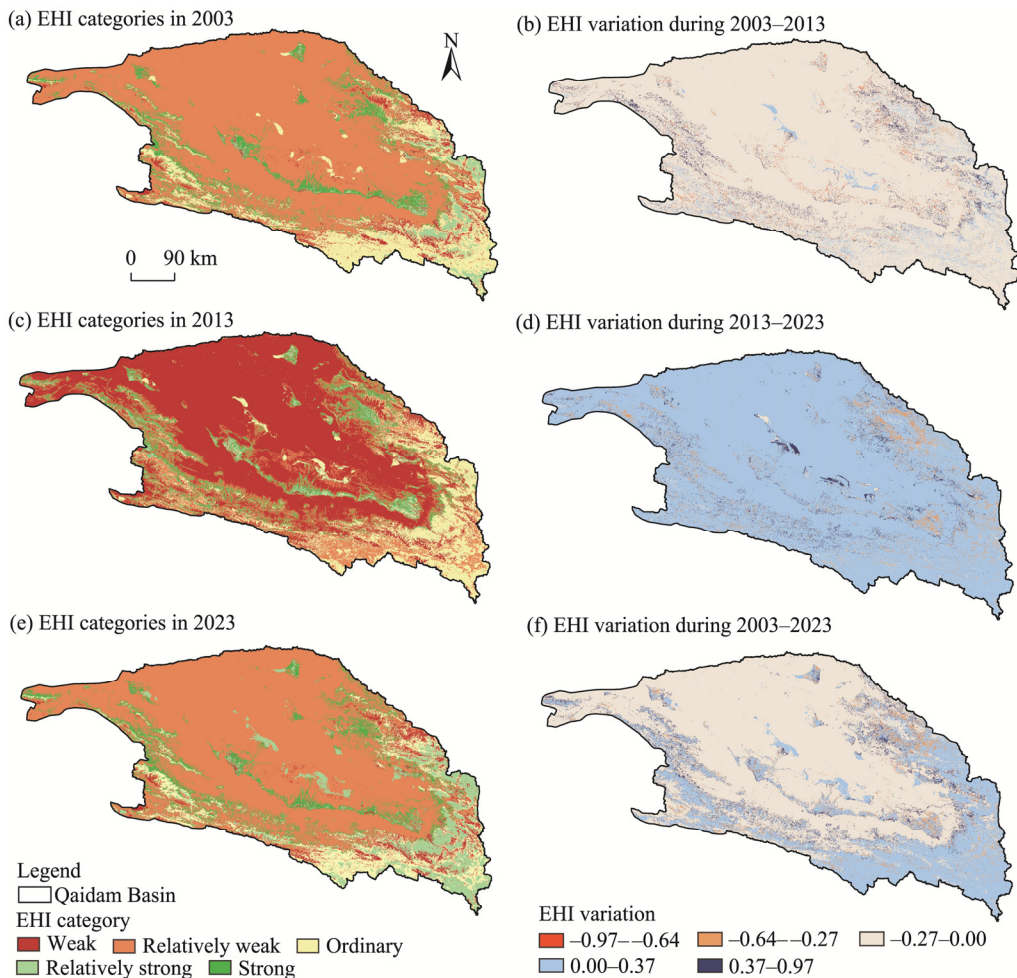 (a) EHI categories in 2003
(b) EHI variation during 2003–2013
N
0 90 km
(c) EHI categories in 2013
(d) EHI variation during 2013–2023
(e) EHI categories in 2023
(f) EHI variation during 2003–2023
Legend
Qaidam Basin
EHI category
Weak Relatively weak Ordinary
Relatively strong Strong
EHI variation
–0.97– –0.64 –0.64– –0.27 –0.27–0.00
0.00–0.37 0.37–0.97